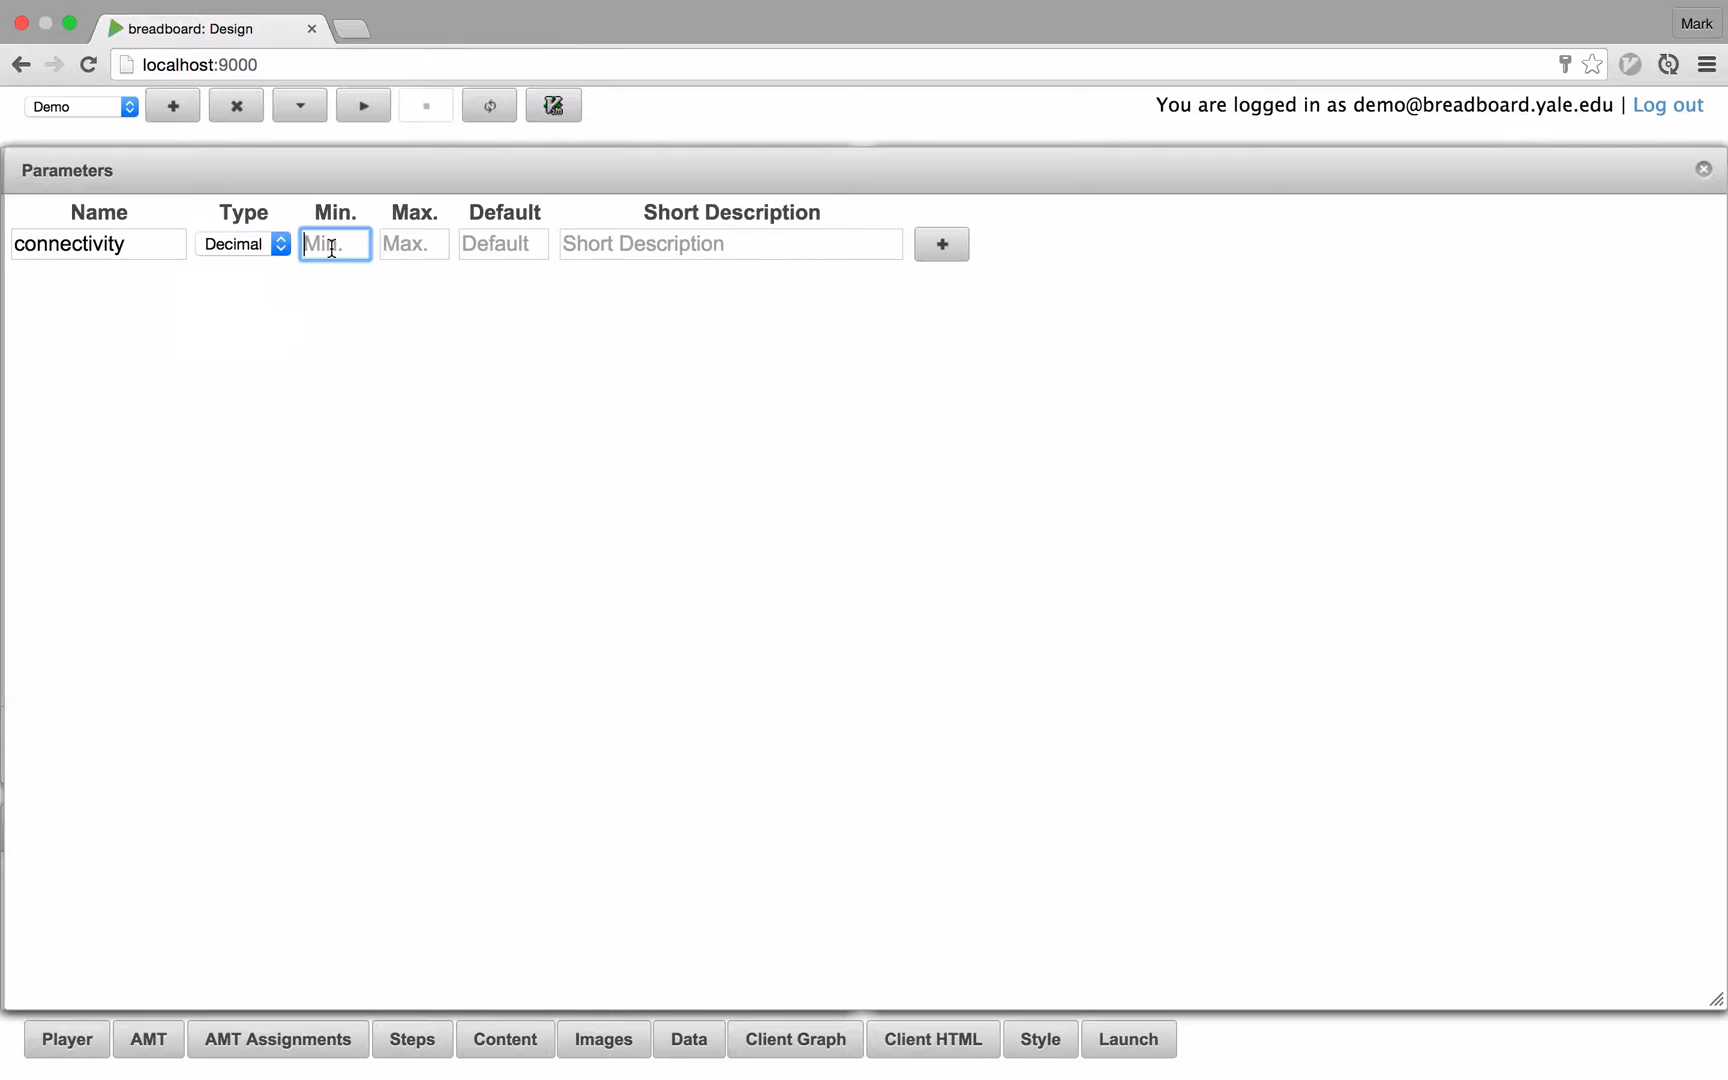 breadboard: Design
Mark
localhost:9000
Demo
You are logged in as demo@breadboard.yale.edu | Log out
Parameters
Name Type Min. Max. Default Short Description
connectivity Decimal Min. Max. Default Short Description
Player AMT AMT Assignments Steps Content Images Data Client Graph Client HTML Style Launch